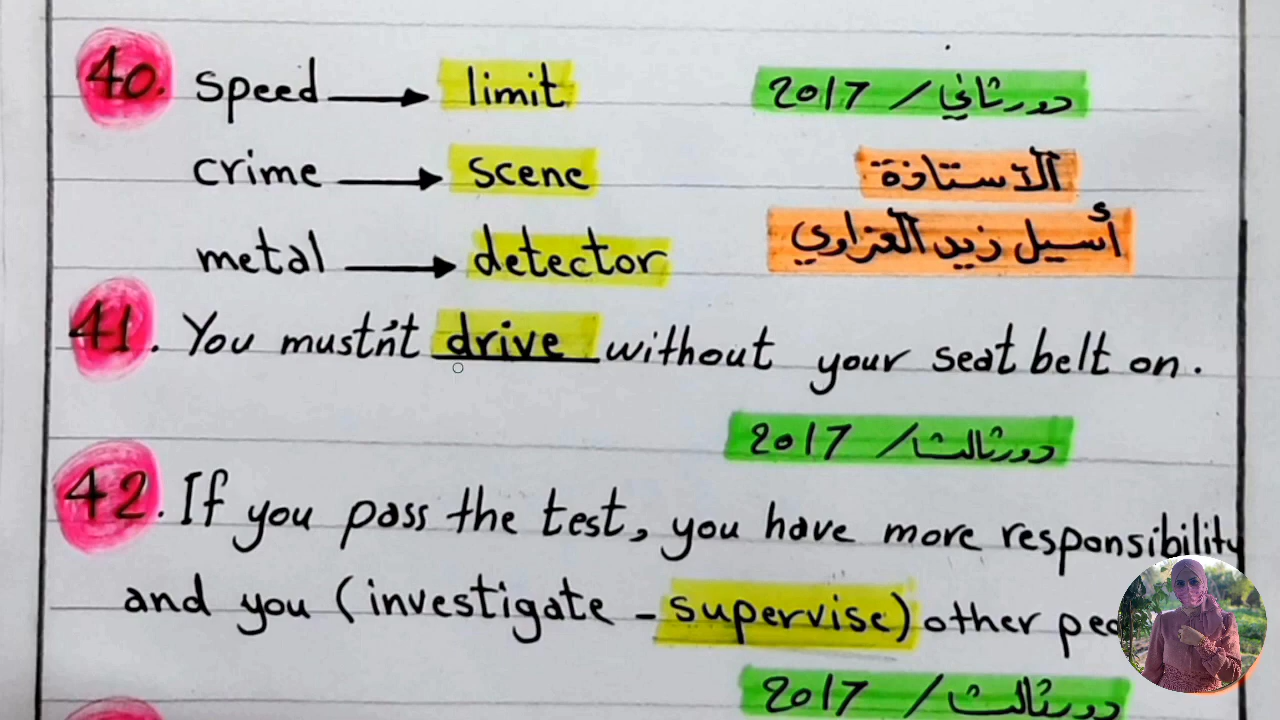 40. speed → limit
دور ثاني / 2017
crime → scene
الاستاذة
metal → detector
أسيل زيد العزاوي
41. You mustn't drive without your seat belt on.
دور ثالث / 2017
42. If you pass the test, you have more responsibility
and you (investigate - supervise) other
دور ثالث / 2017